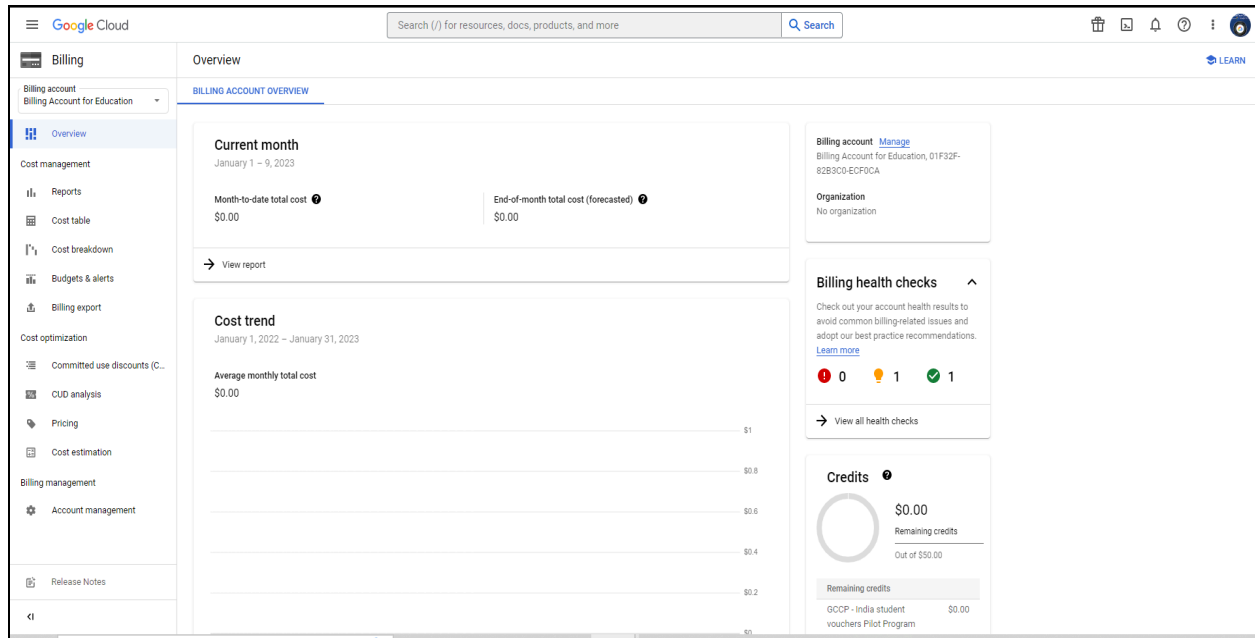 Google Cloud
Search (/) for resources, docs, products, and more
Search
Billing
Overview
LEARN
Billing account
Billing Account for Education
BILLING ACCOUNT OVERVIEW
Overview
Cost management
Reports
Cost table
Cost breakdown
Budgets & alerts
Billing export
Cost optimization
Committed use discounts (C...
CUD analysis
Pricing
Cost estimation
Billing management
Account management
Release Notes
Current month
January 1 – 9, 2023
Month-to-date total cost
$0.00
End-of-month total cost (forecasted)
$0.00
View report
Cost trend
January 1, 2022 – January 31, 2023
Average monthly total cost
$0.00
$1
$0.8
$0.6
$0.4
$0.2
$0
Billing account Manage
Billing Account for Education, 01F32F-
82B3C0-ECF0CA
Organization
No organization
Billing health checks
Check out your account health results to
avoid common billing-related issues and
adopt our best practice recommendations.
Learn more
0 1 1
View all health checks
Credits
$0.00
Remaining credits
Out of $50.00
Remaining credits
GCCP - India student $0.00
vouchers Pilot Program